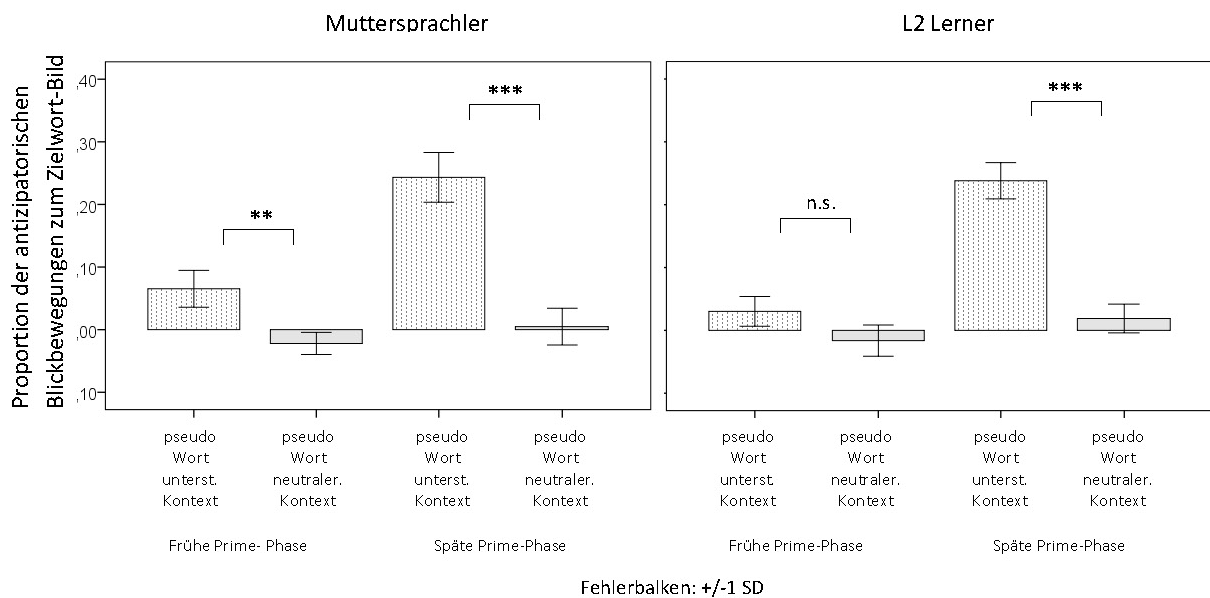 Muttersprachler
L2 Lerner
Proportion der antizipatorischen
Blickbewegungen zum Zielwort-Bild
,40
,30
,20
,10
,00
,10
**
***
n.s.
***
pseudo
Wort
unterst.
Kontext
pseudo
Wort
neutraler.
Kontext
pseudo
Wort
unterst.
Kontext
pseudo
Wort
neutraler.
Kontext
pseudo
Wort
unterst.
Kontext
pseudo
Wort
neutraler.
Kontext
pseudo
Wort
unterst.
Kontext
pseudo
Wort
neutraler.
Kontext
Frühe Prime- Phase
Späte Prime-Phase
Frühe Prime-Phase
Späte Prime-Phase
Fehlerbalken: +/-1 SD